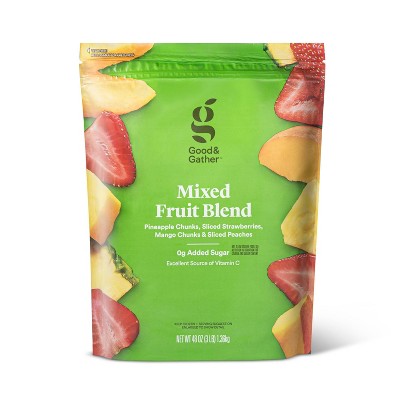 Good&
Gather™
Mixed
Fruit Blend
Pineapple Chunks, Sliced Strawberries,
Mango Chunks & Sliced Peaches
0g Added Sugar
Excellent Source of Vitamin C
NET WT 48 OZ (3 LB) 1.36kg